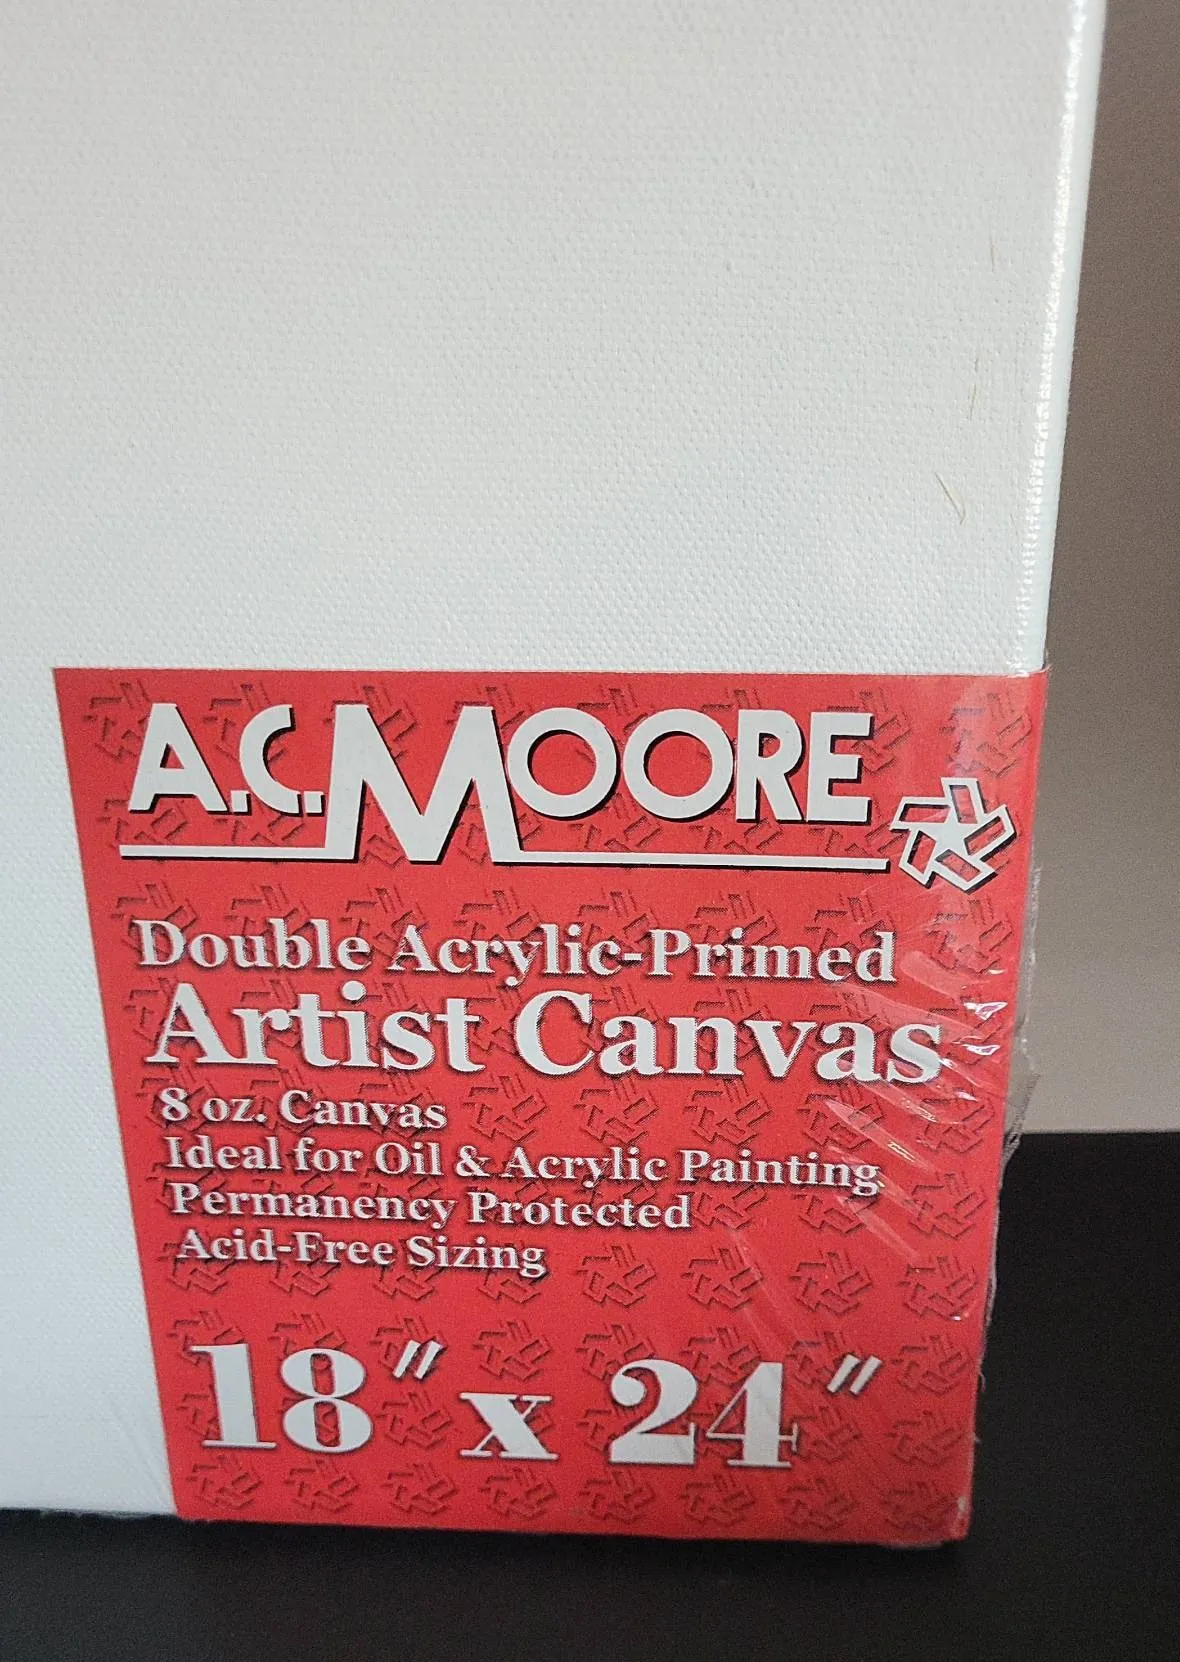 A.C. MOORE
Double Acrylic-Primed
Artist Canvas
8 oz. Canvas
Ideal for Oil & Acrylic Painting
Permanency Protected
Acid-Free Sizing
18" x 24"